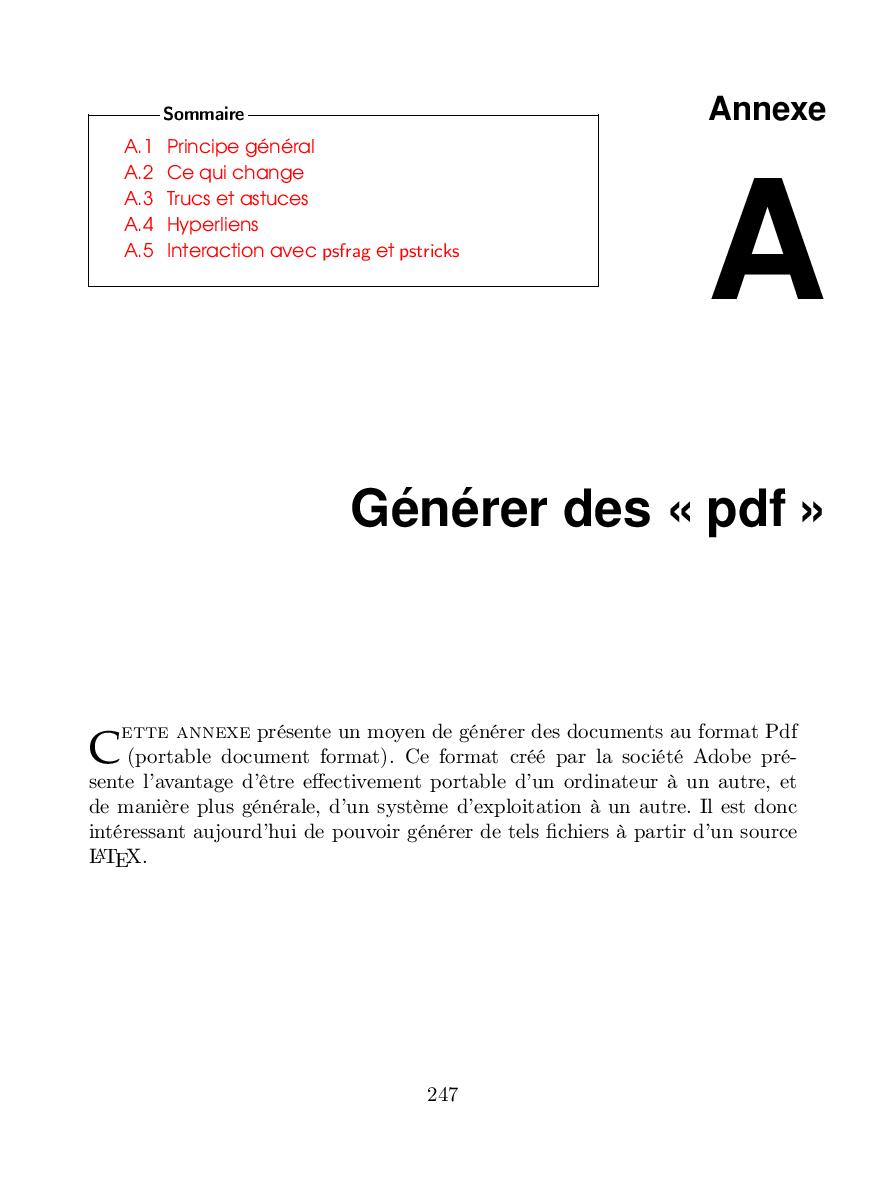 Sommaire
A.1 Principe général
A.2 Ce qui change
A.3 Trucs et astuces
A.4 Hyperliens
A.5 Interaction avec psfrag et pstricks
Annexe
A
Générer des « pdf »
CETTE ANNEXE présente un moyen de générer des documents au format Pdf
(portable document format). Ce format créé par la société Adobe pré-
sente l'avantage d'être effectivement portable d'un ordinateur à un autre, et
de manière plus générale, d'un système d'exploitation à un autre. Il est donc
intéressant aujourd'hui de pouvoir générer de tels fichiers à partir d'un source
LATEX.
247